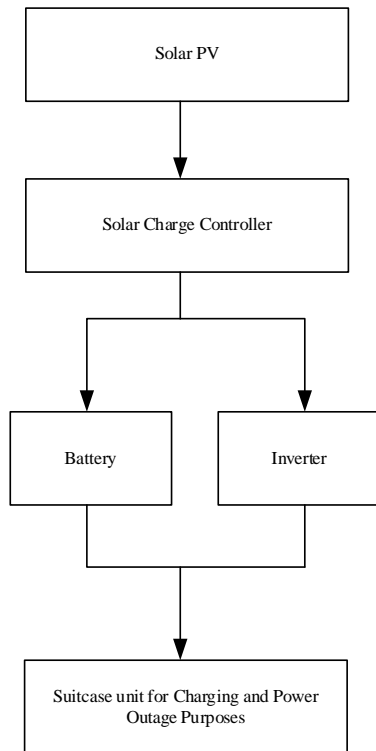 Solar PV
Solar Charge Controller
Battery
Inverter
Suitcase unit for Charging and Power
Outage Purposes